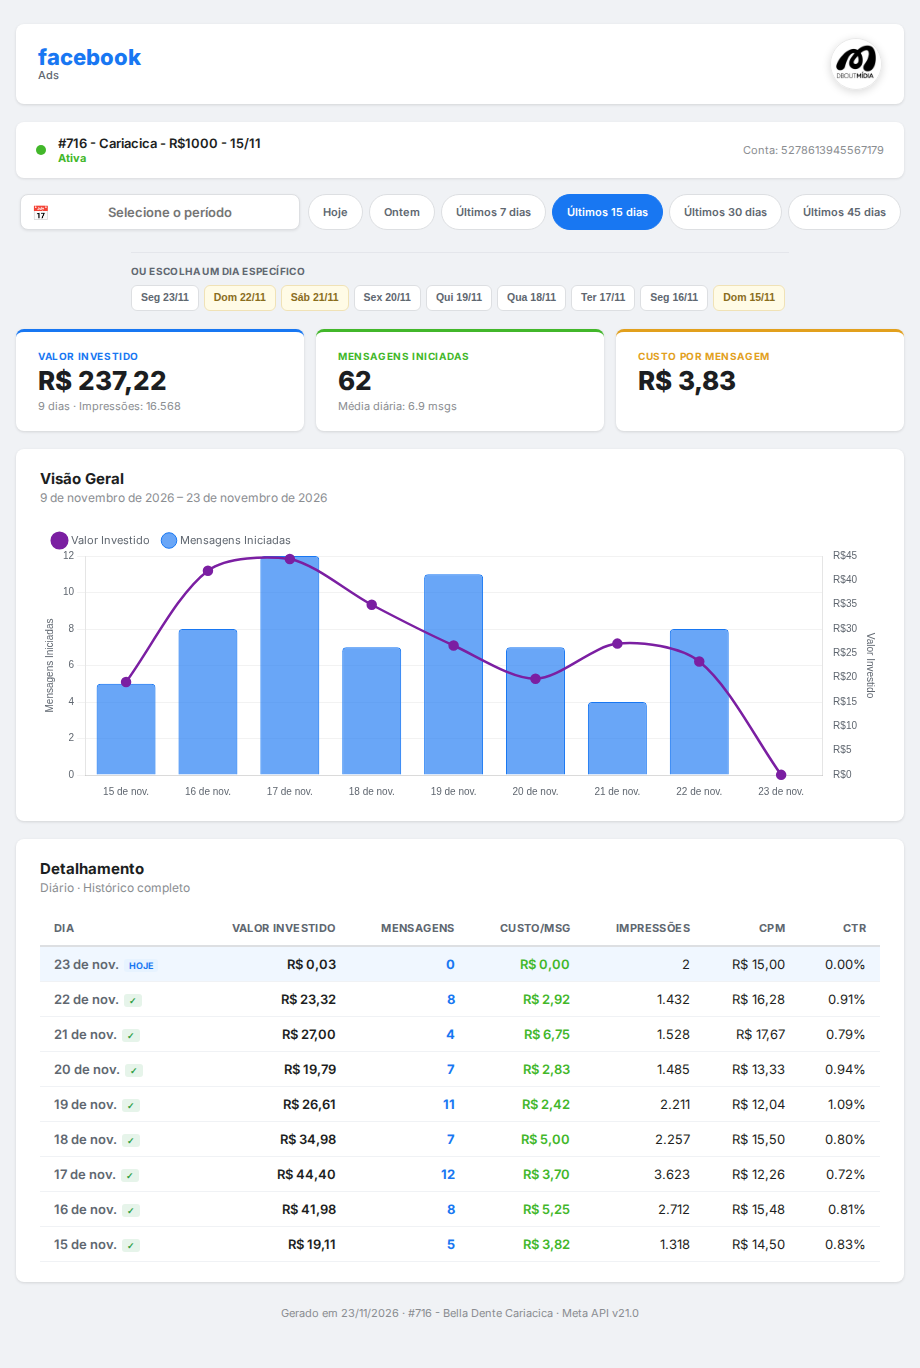 facebook
Ads
DBOUTMÍDIA
#716 - Cariacica - R$1000 - 15/11
Ativa
Conta: 5278613945567179
Selecione o período
Hoje
Ontem
Últimos 7 dias
Últimos 15 dias
Últimos 30 dias
Últimos 45 dias
OU ESCOLHA UM DIA ESPECÍFICO
Seg 23/11
Dom 22/11
Sáb 21/11
Sex 20/11
Qui 19/11
Qua 18/11
Ter 17/11
Seg 16/11
Dom 15/11
VALOR INVESTIDO
R$ 237,22
9 dias · Impressões: 16.568
MENSAGENS INICIADAS
62
Média diária: 6.9 msgs
CUSTO POR MENSAGEM
R$ 3,83
Visão Geral
9 de novembro de 2026 – 23 de novembro de 2026
Valor Investido
Mensagens Iniciadas
12
10
8
6
4
2
0
Mensagens Iniciadas
R$45
R$40
R$35
R$30
R$25
R$20
R$15
R$10
R$5
R$0
Valor Investido
15 de nov.
16 de nov.
17 de nov.
18 de nov.
19 de nov.
20 de nov.
21 de nov.
22 de nov.
23 de nov.
Detalhamento
Diário · Histórico completo
DIA VALOR INVESTIDO MENSAGENS CUSTO/MSG IMPRESSÕES CPM CTR
23 de nov. HOJE R$ 0,03 0 R$ 0,00 2 R$ 15,00 0.00%
22 de nov. ✓ R$ 23,32 8 R$ 2,92 1.432 R$ 16,28 0.91%
21 de nov. ✓ R$ 27,00 4 R$ 6,75 1.528 R$ 17,67 0.79%
20 de nov. ✓ R$ 19,79 7 R$ 2,83 1.485 R$ 13,33 0.94%
19 de nov. ✓ R$ 26,61 11 R$ 2,42 2.211 R$ 12,04 1.09%
18 de nov. ✓ R$ 34,98 7 R$ 5,00 2.257 R$ 15,50 0.80%
17 de nov. ✓ R$ 44,40 12 R$ 3,70 3.623 R$ 12,26 0.72%
16 de nov. ✓ R$ 41,98 8 R$ 5,25 2.712 R$ 15,48 0.81%
15 de nov. ✓ R$ 19,11 5 R$ 3,82 1.318 R$ 14,50 0.83%
Gerado em 23/11/2026 · #716 - Bella Dente Cariacica · Meta API v21.0